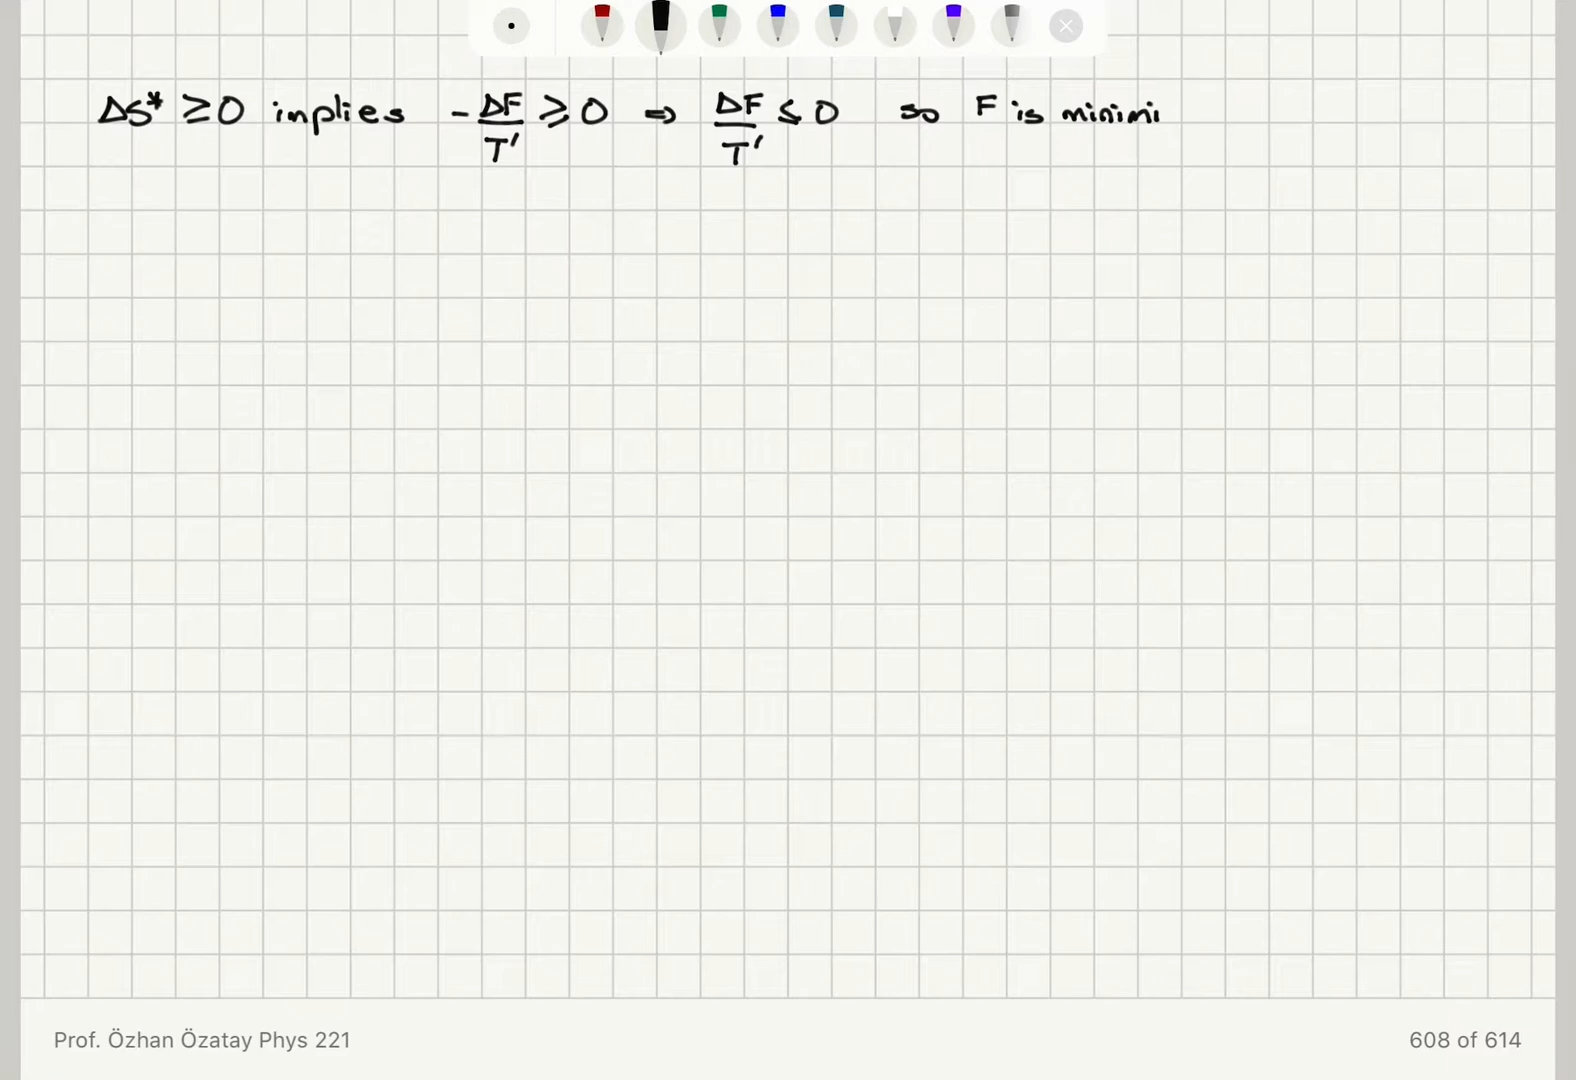 ΔS* ≥ 0 implies -ΔF/T' ≥ 0 ⇒ ΔF/T' ≤ 0 so F is minimi
Prof. Özhan Özatay Phys 221
608 of 614